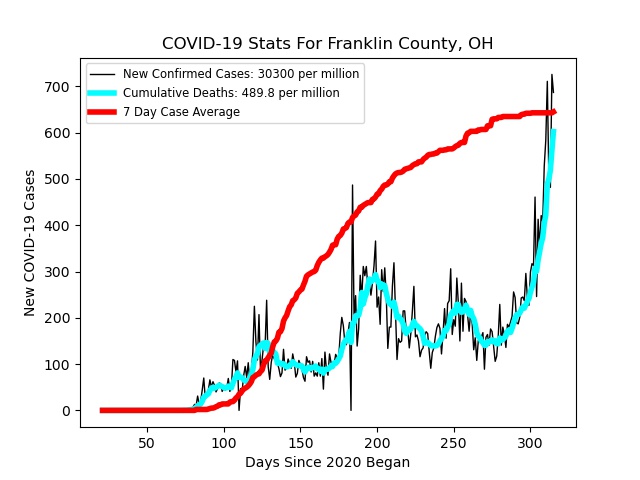 COVID-19 Stats For Franklin County, OH
New Confirmed Cases: 30300 per million
Cumulative Deaths: 489.8 per million
7 Day Case Average
New COVID-19 Cases
700
600
500
400
300
200
100
0
50 100 150 200 250 300
Days Since 2020 Began